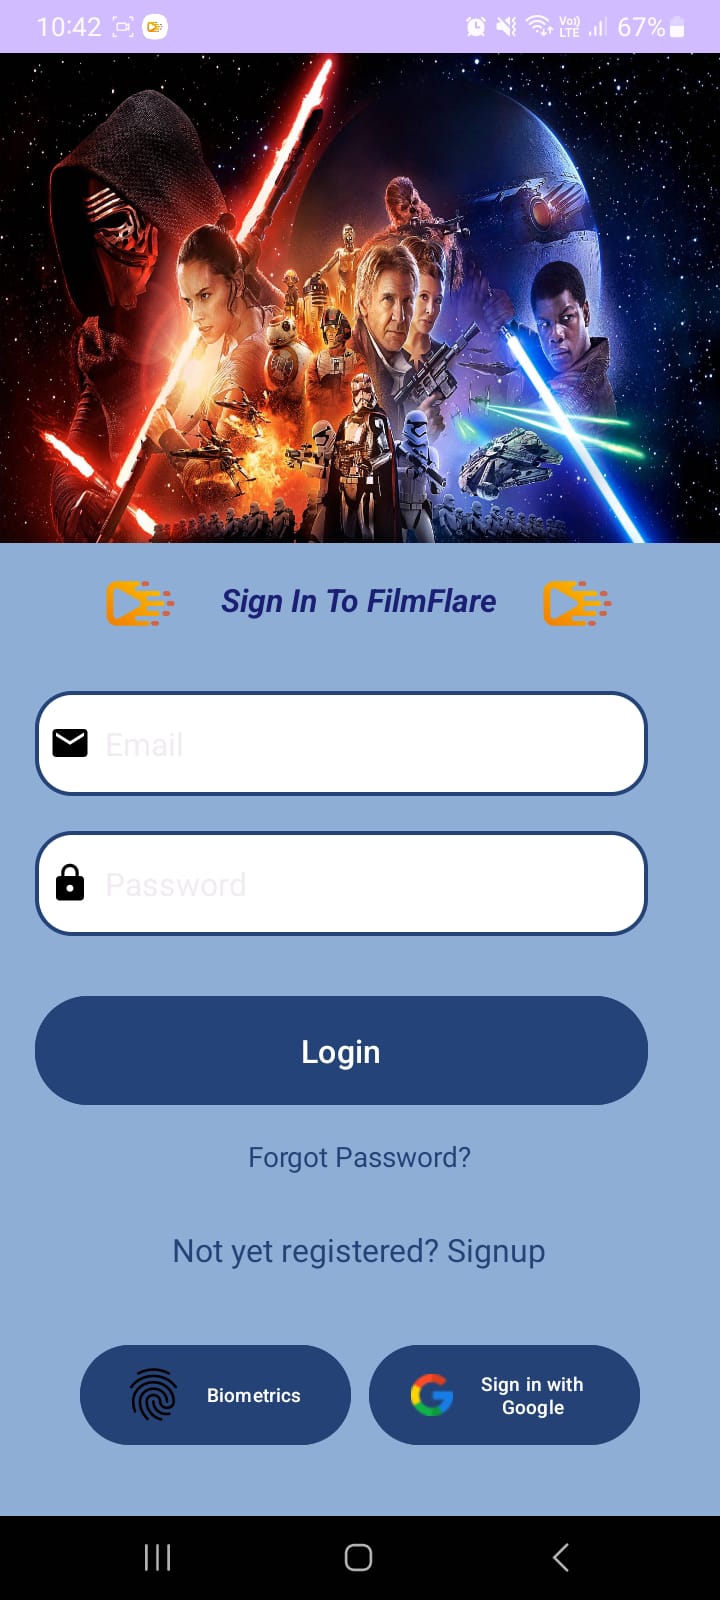 10:42
Vo)) LTE 67%
Sign In To FilmFlare
Email
Password
Login
Forgot Password?
Not yet registered? Signup
Biometrics
Sign in with
Google